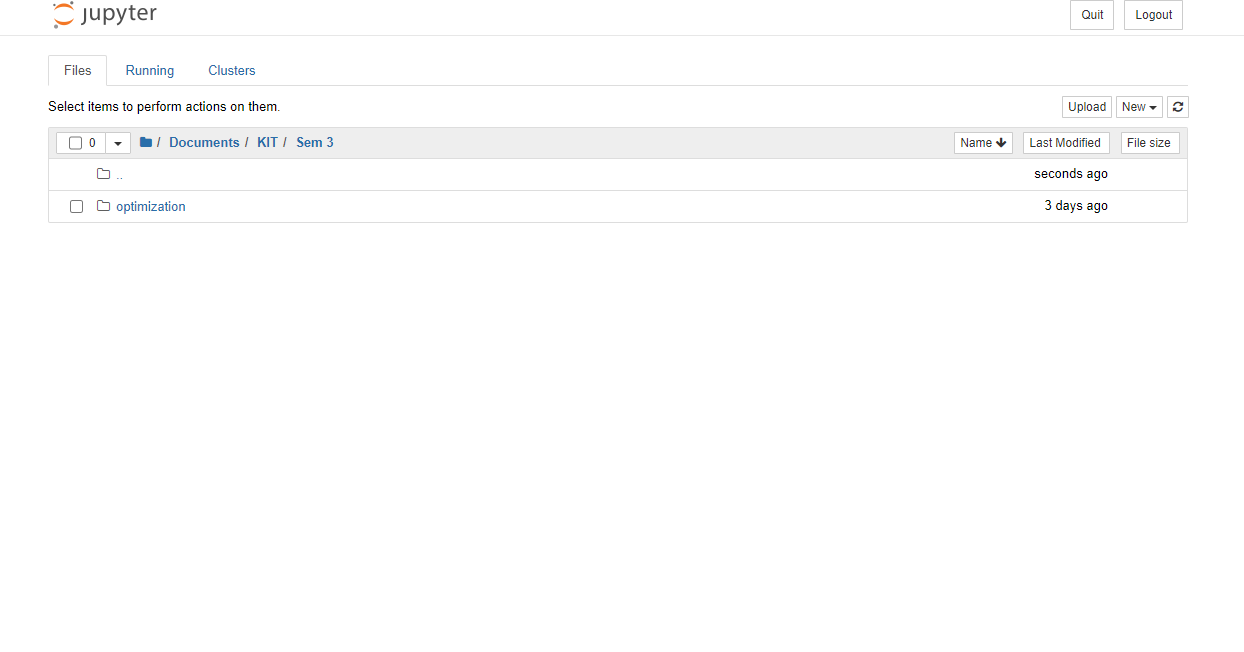 jupyter Quit Logout
Files Running Clusters
Select items to perform actions on them. Upload New
0 / Documents / KIT / Sem 3 Name Last Modified File size
.. seconds ago
optimization 3 days ago